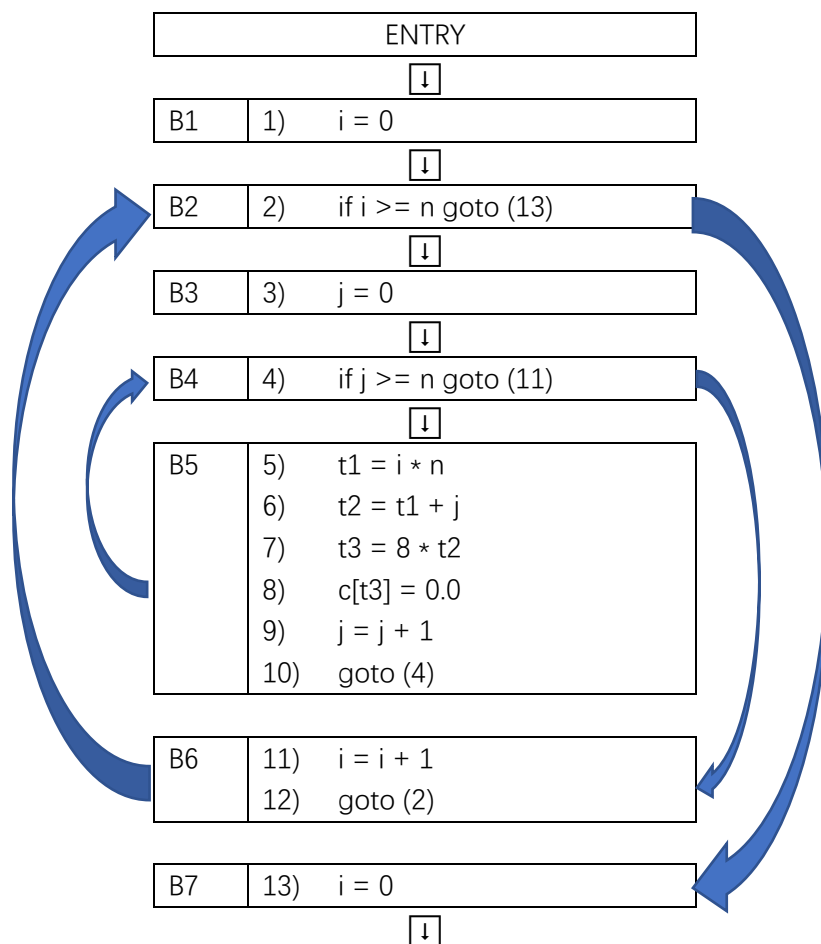 ENTRY
↓
B1 1) i = 0
↓
B2 2) if i >= n goto (13)
↓
B3 3) j = 0
↓
B4 4) if j >= n goto (11)
↓
B5 5) t1 = i * n
6) t2 = t1 + j
7) t3 = 8 * t2
8) c[t3] = 0.0
9) j = j + 1
10) goto (4)
B6 11) i = i + 1
12) goto (2)
B7 13) i = 0
↓